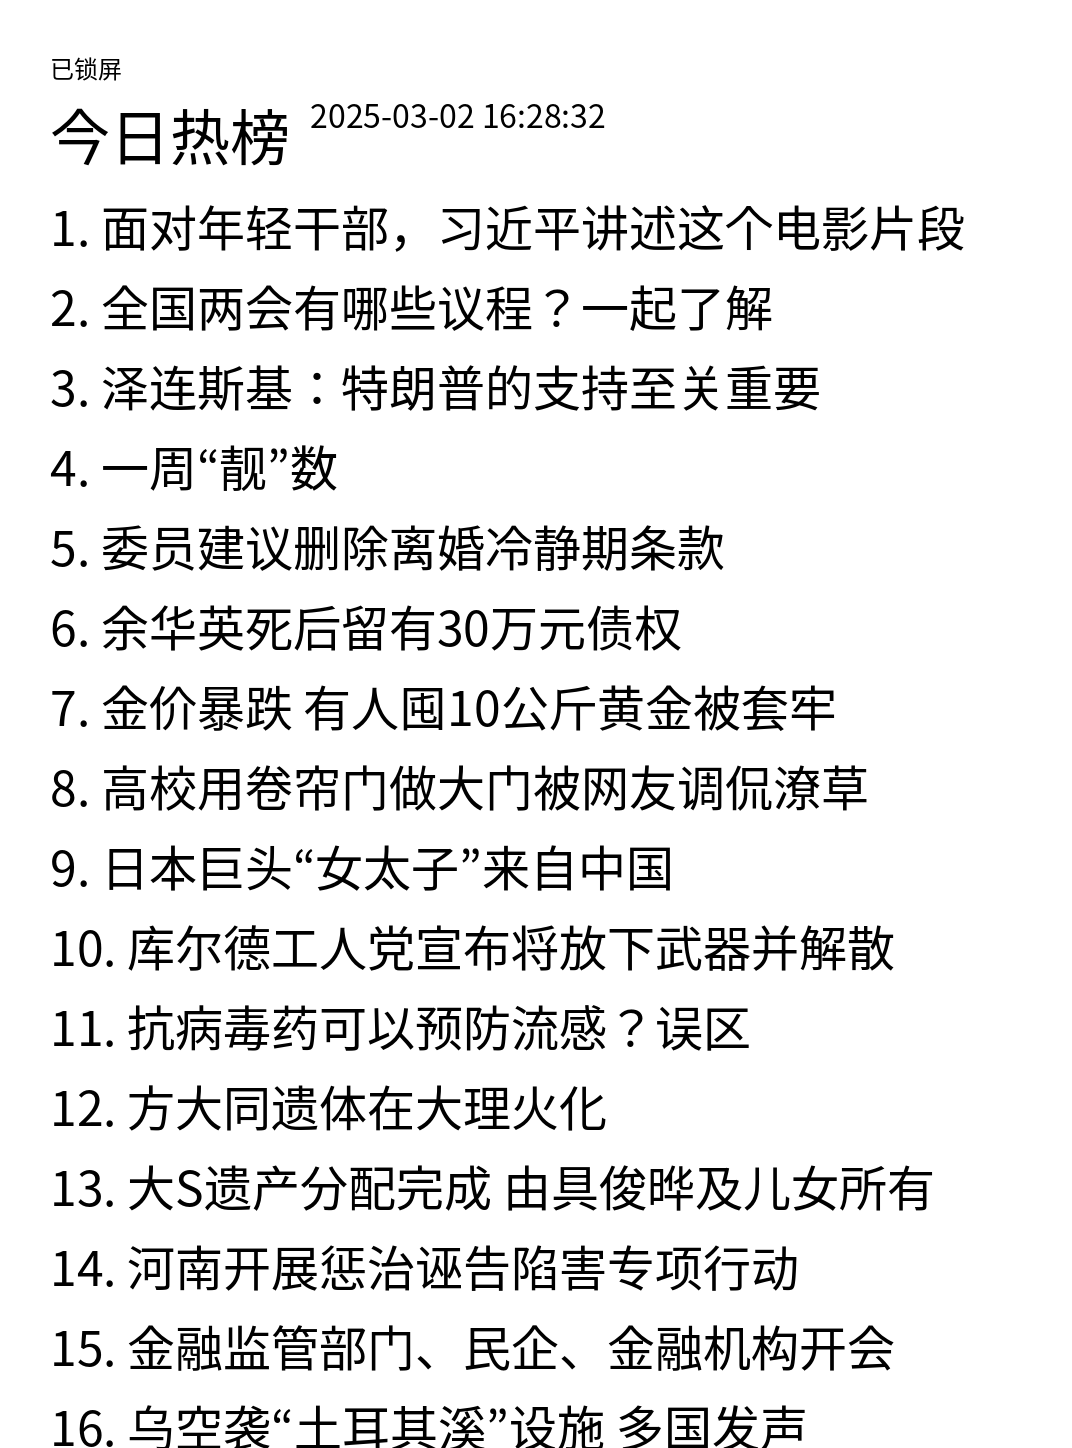 已锁屏
今日热榜 2025-03-02 16:28:32
1. 面对年轻干部，习近平讲述这个电影片段
2. 全国两会有哪些议程？一起了解
3. 泽连斯基：特朗普的支持至关重要
4. 一周“靓”数
5. 委员建议删除离婚冷静期条款
6. 余华英死后留有30万元债权
7. 金价暴跌 有人囤10公斤黄金被套牢
8. 高校用卷帘门做大门被网友调侃潦草
9. 日本巨头“女太子”来自中国
10. 库尔德工人党宣布将放下武器并解散
11. 抗病毒药可以预防流感？误区
12. 方大同遗体在大理火化
13. 大S遗产分配完成 由具俊晔及儿女所有
14. 河南开展惩治诬告陷害专项行动
15. 金融监管部门、民企、金融机构开会
16. 乌空袭“土耳其溪”设施 多国发声